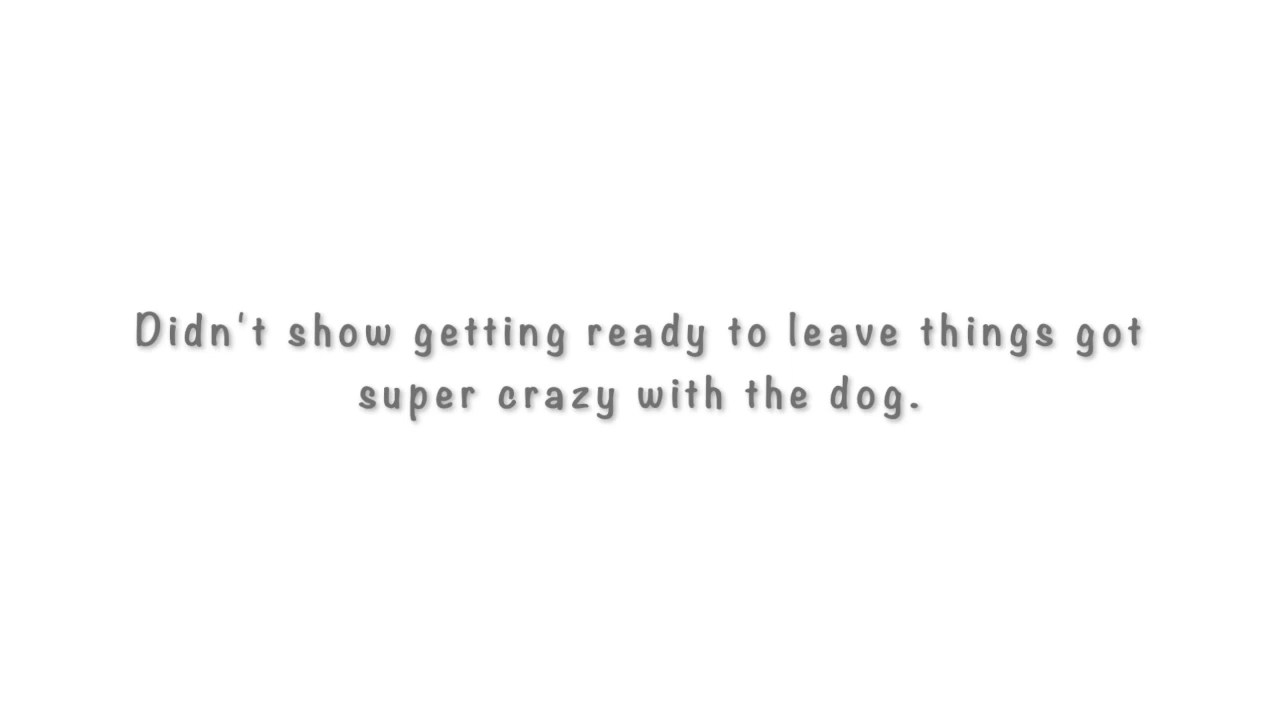 Didn't show getting ready to leave things got
super crazy with the dog.